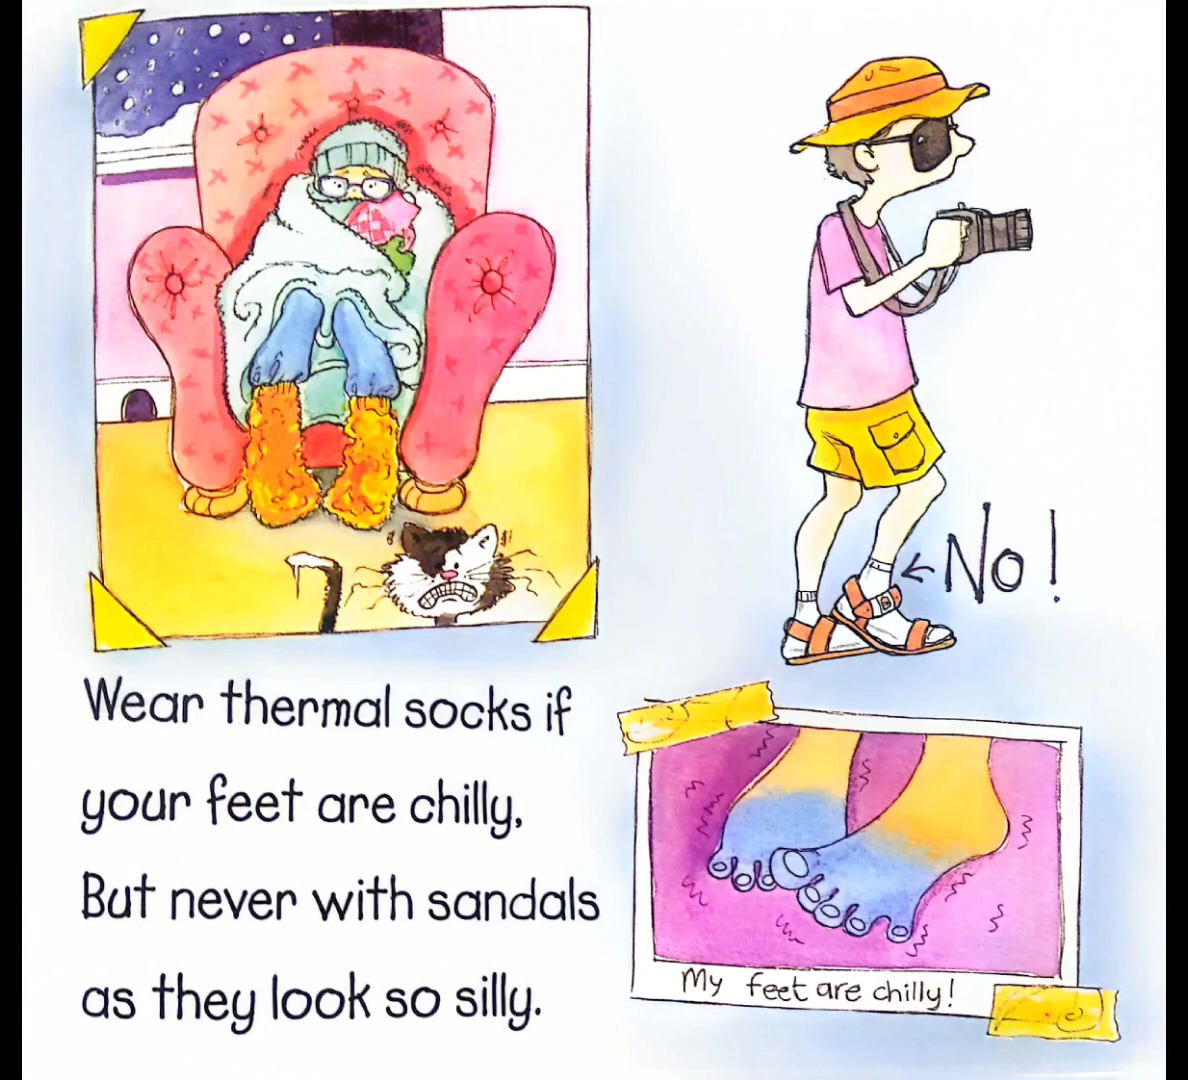 No!
Wear thermal socks if
your feet are chilly,
But never with sandals
as they look so silly.
My feet are chilly!